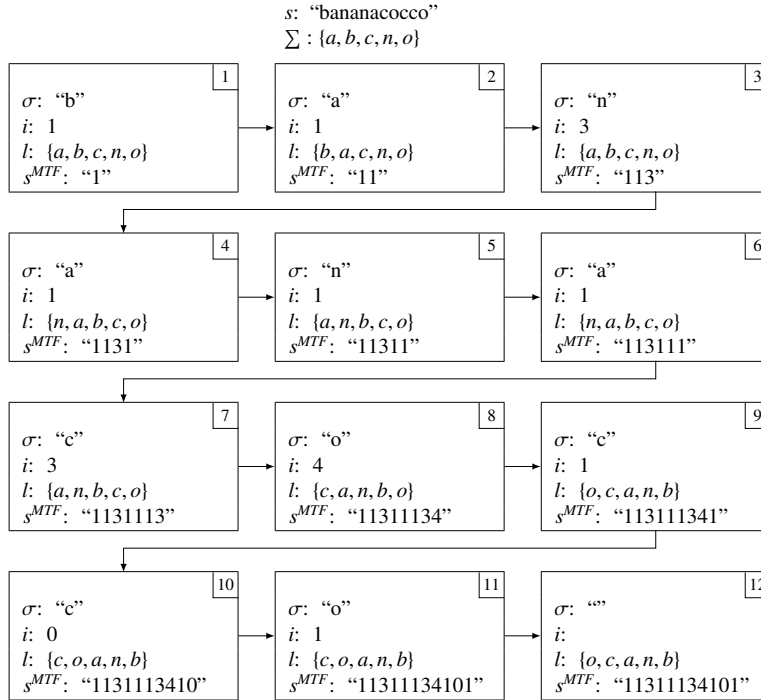 s: “bananacocco”
∑ : {a, b, c, n, o}
1
σ: “b”
i: 1
l: {a, b, c, n, o}
s^MTF: “1”
2
σ: “a”
i: 1
l: {b, a, c, n, o}
s^MTF: “11”
3
σ: “n”
i: 3
l: {a, b, c, n, o}
s^MTF: “113”
4
σ: “a”
i: 1
l: {n, a, b, c, o}
s^MTF: “1131”
5
σ: “n”
i: 1
l: {a, n, b, c, o}
s^MTF: “11311”
6
σ: “a”
i: 1
l: {n, a, b, c, o}
s^MTF: “113111”
7
σ: “c”
i: 3
l: {a, n, b, c, o}
s^MTF: “1131113”
8
σ: “o”
i: 4
l: {c, a, n, b, o}
s^MTF: “11311134”
9
σ: “c”
i: 1
l: {o, c, a, n, b}
s^MTF: “113111341”
10
σ: “c”
i: 0
l: {c, o, a, n, b}
s^MTF: “1131113410”
11
σ: “o”
i: 1
l: {c, o, a, n, b}
s^MTF: “11311134101”
12
σ: “”
i:
l: {o, c, a, n, b}
s^MTF: “11311134101”